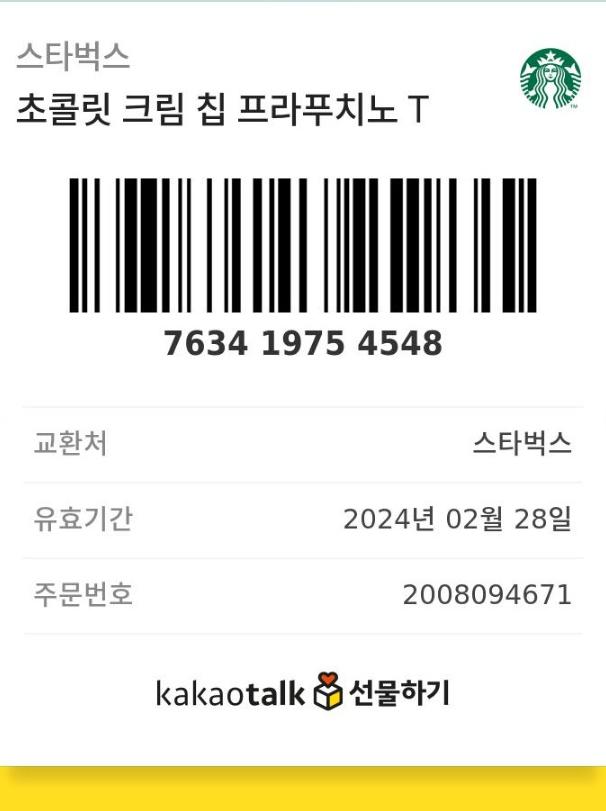 스타벅스
초콜릿 크림 칩 프라푸치노 T
7634 1975 4548
교환처 스타벅스
유효기간 2024년 02월 28일
주문번호 2008094671
kakaotalk 선물하기